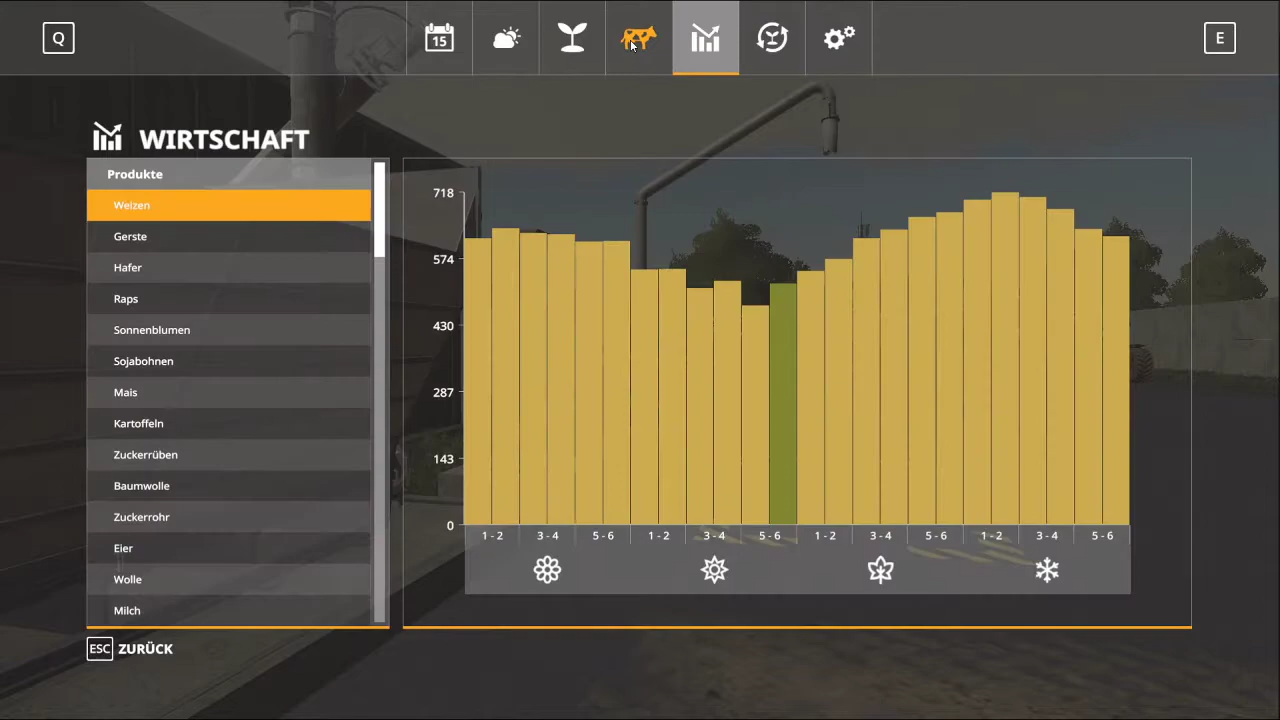 Q
15
E
WIRTSCHAFT
Produkte
Weizen
Gerste
Hafer
Raps
Sonnenblumen
Sojabohnen
Mais
Kartoffeln
Zuckerrüben
Baumwolle
Zuckerrohr
Eier
Wolle
Milch
718
574
430
287
143
0
1 - 2 3 - 4 5 - 6 1 - 2 3 - 4 5 - 6 1 - 2 3 - 4 5 - 6 1 - 2 3 - 4 5 - 6
ESC ZURÜCK